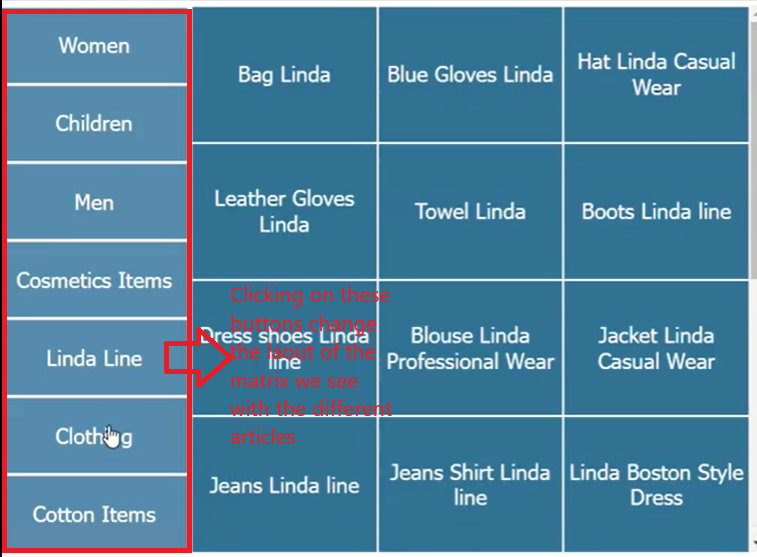 Women
Children
Men
Cosmetics Items
Linda Line
Clothing
Cotton Items
Bag Linda
Blue Gloves Linda
Hat Linda Casual
Wear
Leather Gloves
Linda
Towel Linda
Boots Linda line
Dress shoes Linda
line
Blouse Linda
Professional Wear
Jacket Linda
Casual Wear
Jeans Linda line
Jeans Shirt Linda
line
Linda Boston Style
Dress
Clicking on these
buttons change
the laout of the
matrix we see
with the different
articles